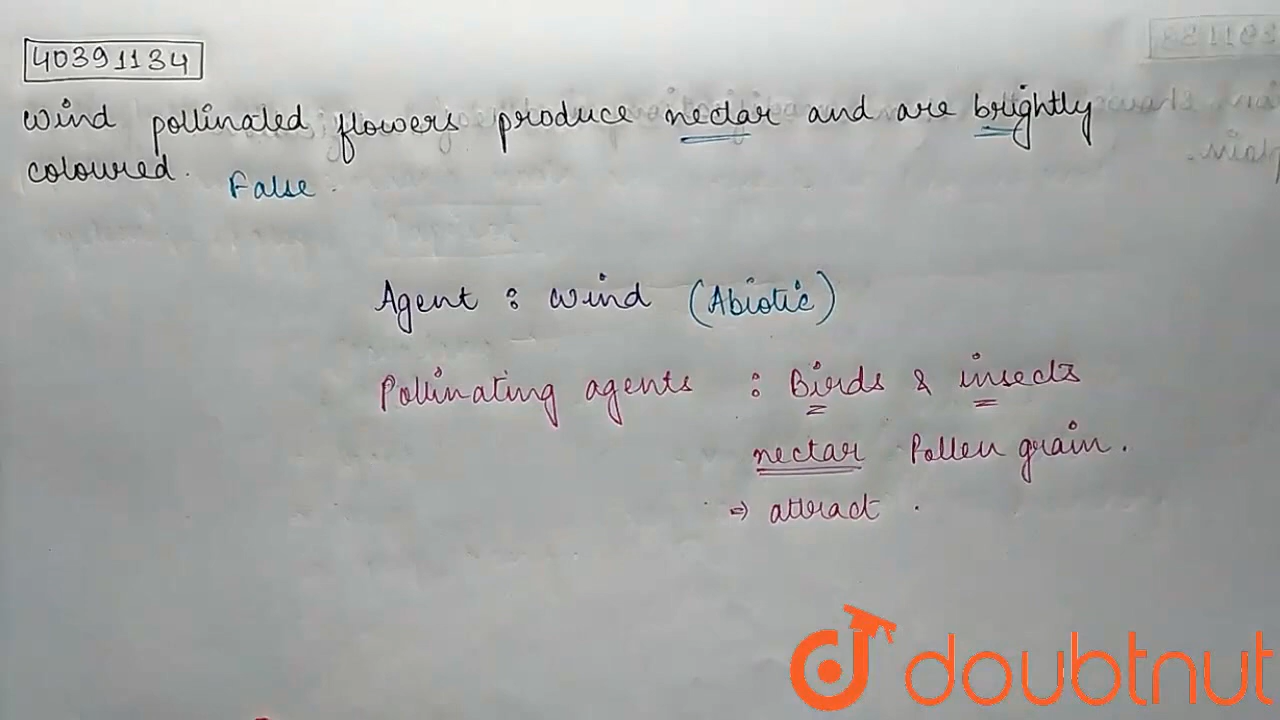 40391134
Wind pollinated flowers produce nectar and are brightly
coloured. False.
Agent : Wind (Abiotic)
Pollinating agents : Birds & insects
nectar Pollen grain.
⇒ attract.
doubtnut